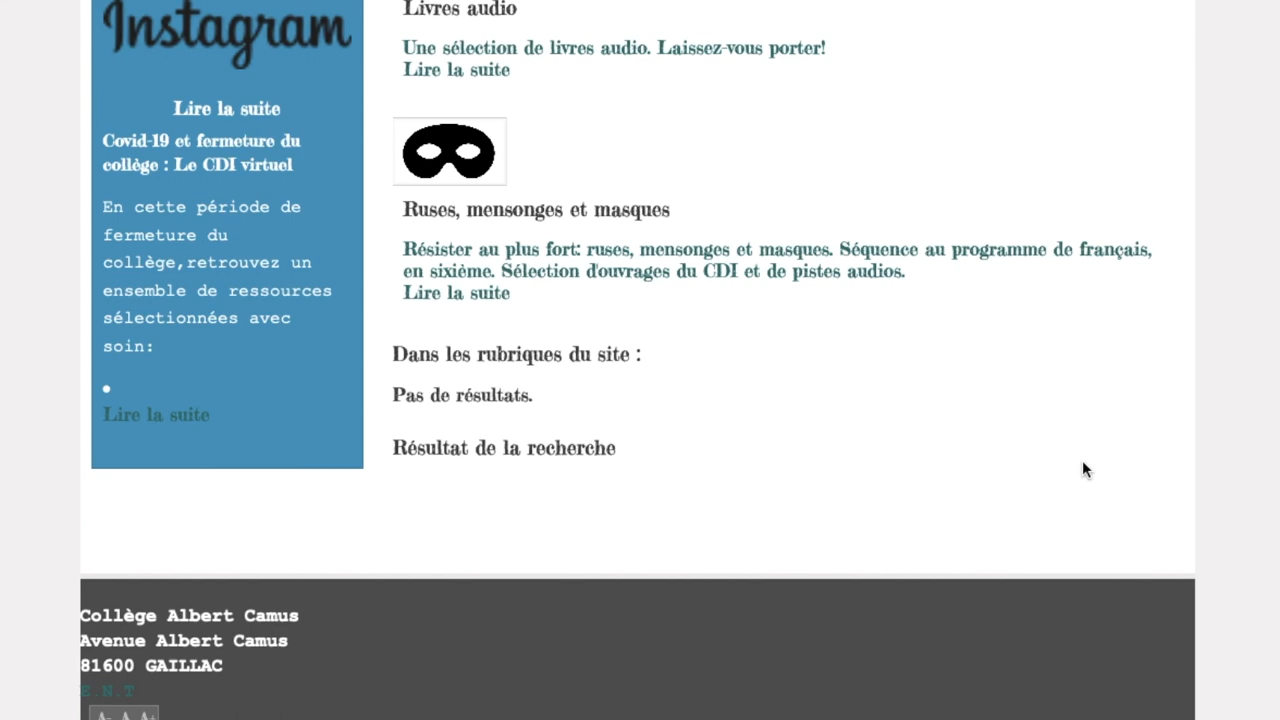 Instagram
Lire la suite
Covid-19 et fermeture du
collège : Le CDI virtuel
En cette période de
fermeture du
collège,retrouvez un
ensemble de ressources
sélectionnées avec
soin:
•
Lire la suite
Livres audio
Une sélection de livres audio. Laissez-vous porter!
Lire la suite
Ruses, mensonges et masques
Résister au plus fort: ruses, mensonges et masques. Séquence au programme de français,
en sixième. Sélection d'ouvrages du CDI et de pistes audios.
Lire la suite
Dans les rubriques du site :
Pas de résultats.
Résultat de la recherche
Collège Albert Camus
Avenue Albert Camus
81600 GAILLAC
E.N.T